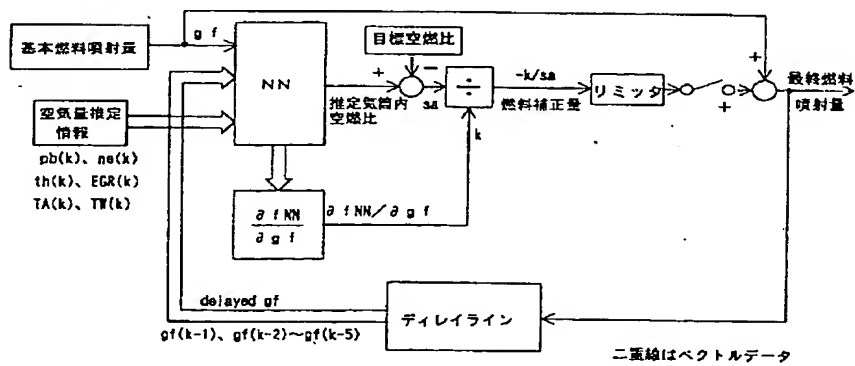 基本燃料噴射量
g f
空気量推定
情報
pb(k)、ne(k)
th(k)、EGR(k)
TA(k)、TW(k)
NN
目標空燃比
+
−
推定気筒内
空燃比
sa
÷
-k/sa
燃料補正量
k
リミッタ
+
+
最終燃料
噴射量
∂ f NN
∂ g f
∂ f NN/∂ g f
delayed gf
gf(k-1)、gf(k-2)〜gf(k-5)
ディレイライン
二重線はベクトルデータ